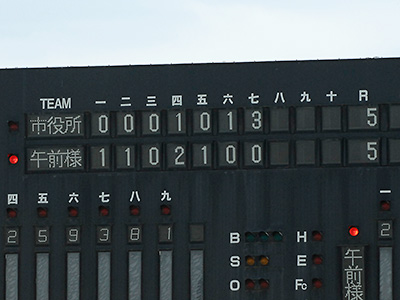 TEAM 一 二 三 四 五 六 七 八 九 十 R
市役所 0 0 0 1 0 1 3 5
午前様 1 1 0 2 1 0 0 5
四 五 六 七 八 九 一
2 5 9 3 8 1 2
B H
S E
O Fc
午前様